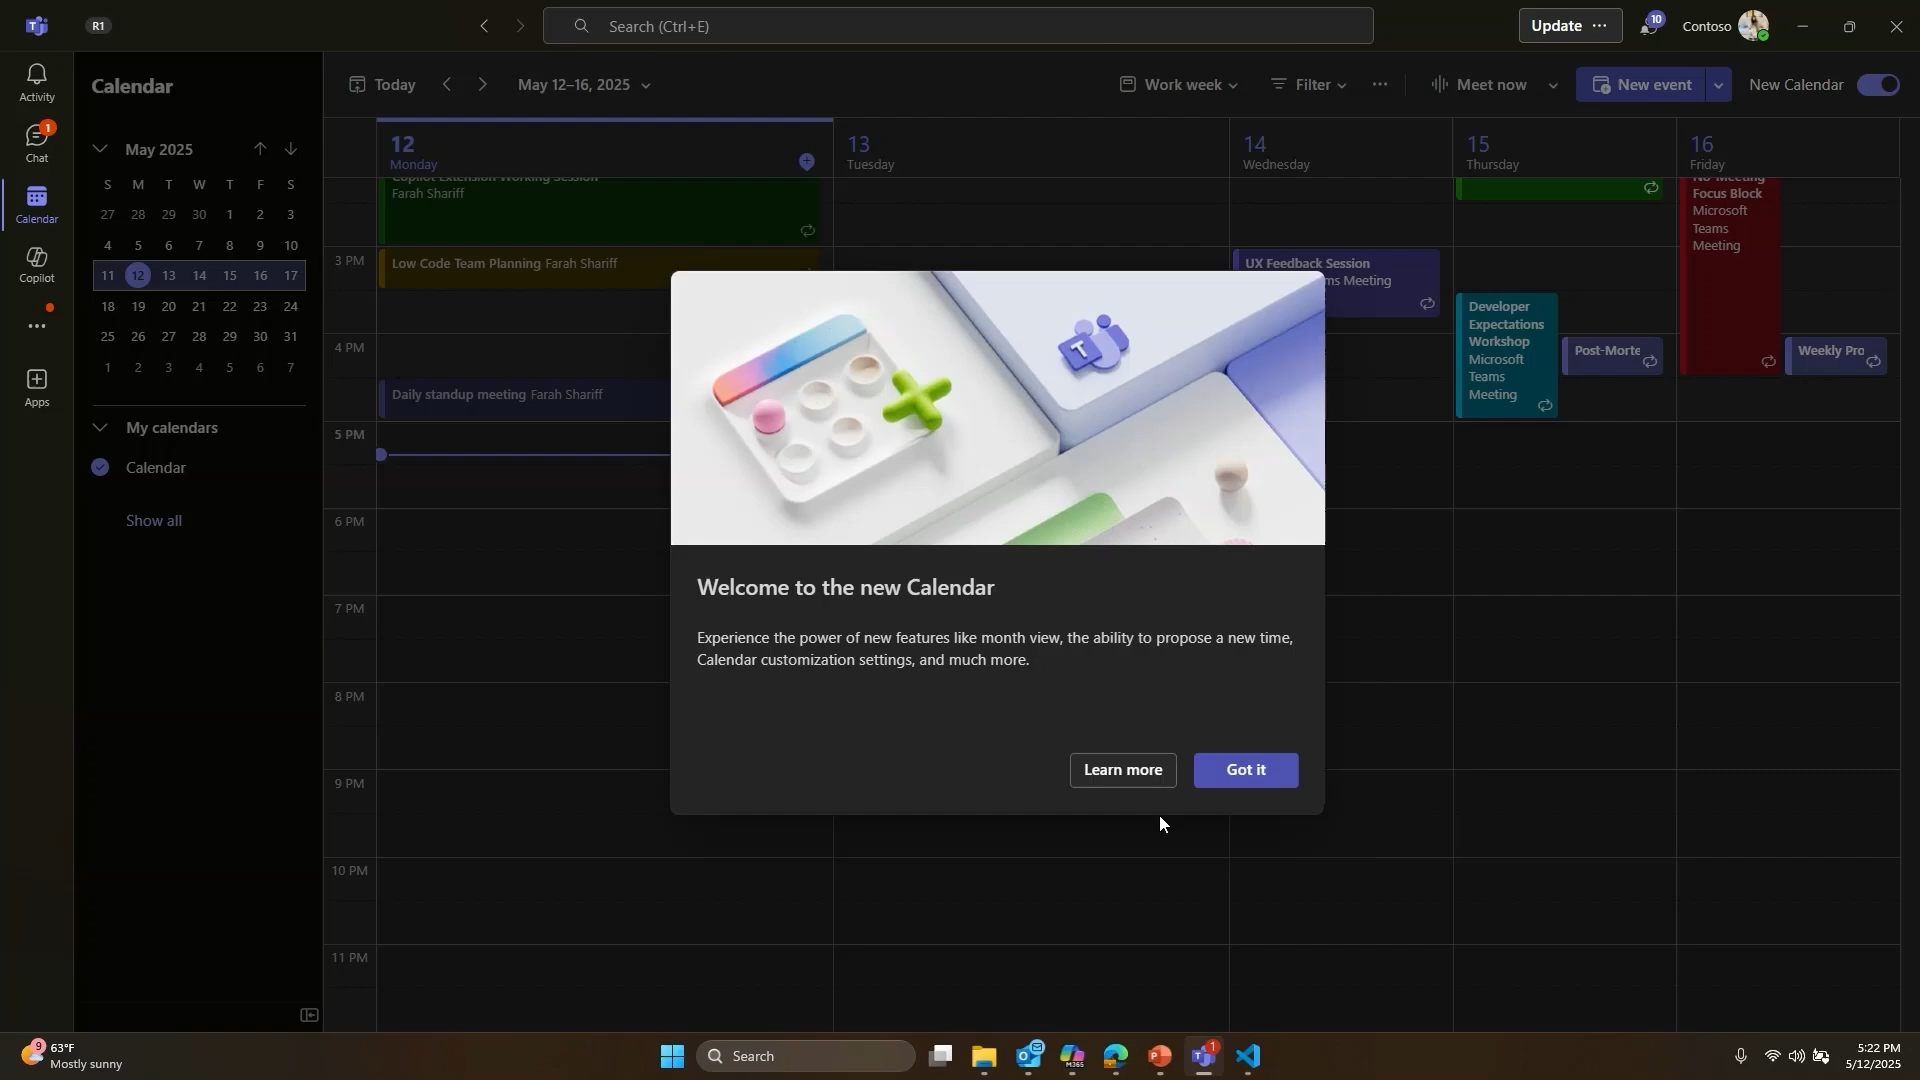 R1
Search (Ctrl+E)
Update
10
Contoso
Activity
1
Chat
Calendar
Copilot
Apps
Calendar
May 2025
S M T W T F S
27 28 29 30 1 2 3
4 5 6 7 8 9 10
11 12 13 14 15 16 17
18 19 20 21 22 23 24
25 26 27 28 29 30 31
1 2 3 4 5 6 7
My calendars
Calendar
Show all
Today
May 12–16, 2025
Work week
Filter
Meet now
New event
New Calendar
12
Monday
13
Tuesday
14
Wednesday
15
Thursday
16
Friday
3 PM
4 PM
5 PM
6 PM
7 PM
8 PM
9 PM
10 PM
11 PM
Copilot Extension Working Session
Farah Shariff
Low Code Team Planning Farah Shariff
Daily standup meeting Farah Shariff
UX Feedback Session
Meeting
Developer
Expectations
Workshop
Microsoft
Teams
Meeting
Post-Morte
No-Meeting
Focus Block
Microsoft
Teams
Meeting
Weekly Pro
T
Welcome to the new Calendar
Experience the power of new features like month view, the ability to propose a new time,
Calendar customization settings, and much more.
Learn more
Got it
9
63°F
Mostly sunny
Search
M365
1
5:22 PM
5/12/2025